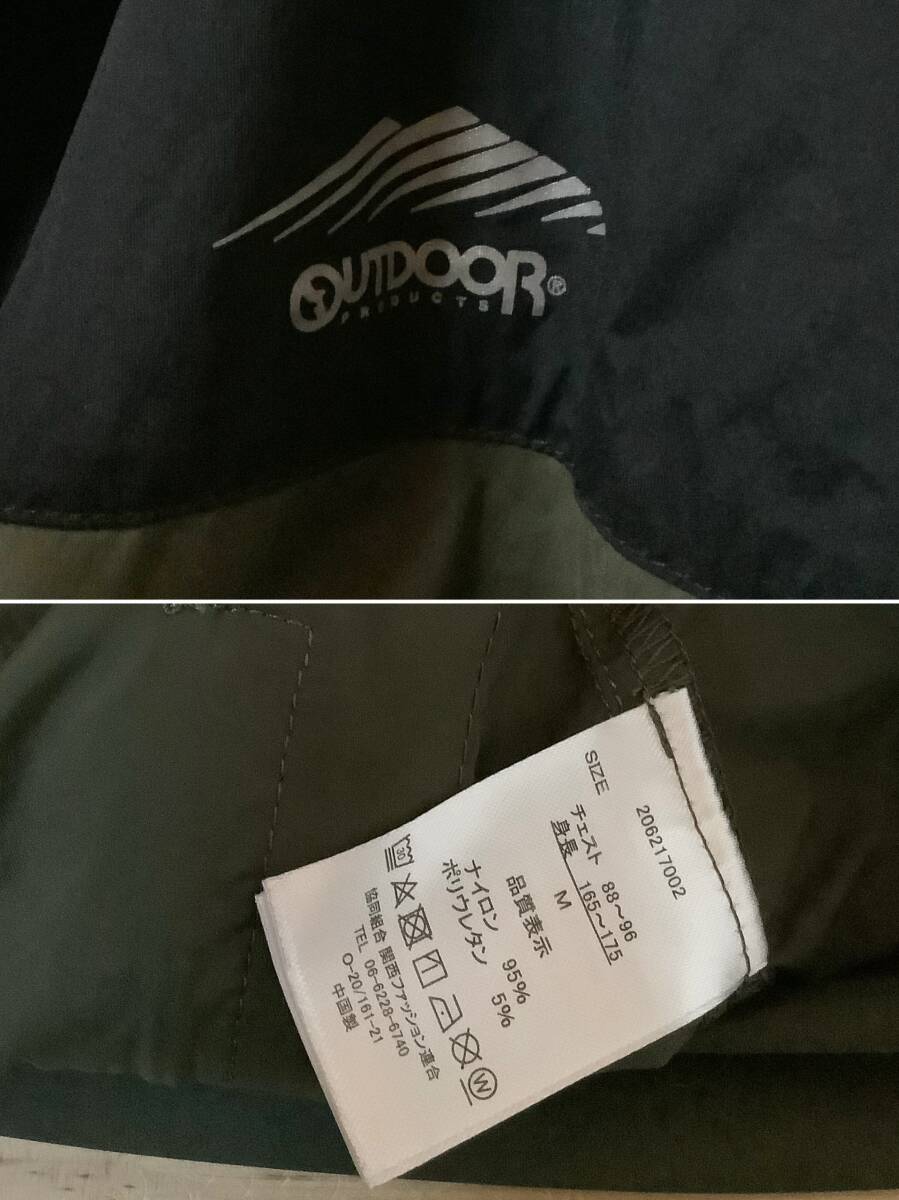 OUTDOOR®
PRODUCTS
206217002
SIZE
チェスト 88～96
身長 165～175
M
品質表示
ナイロン 95%
ポリウレタン 5%
30
W
協同組合 関西ファッション連合
TEL 06-6228-6740
O-20/161-21
中国製